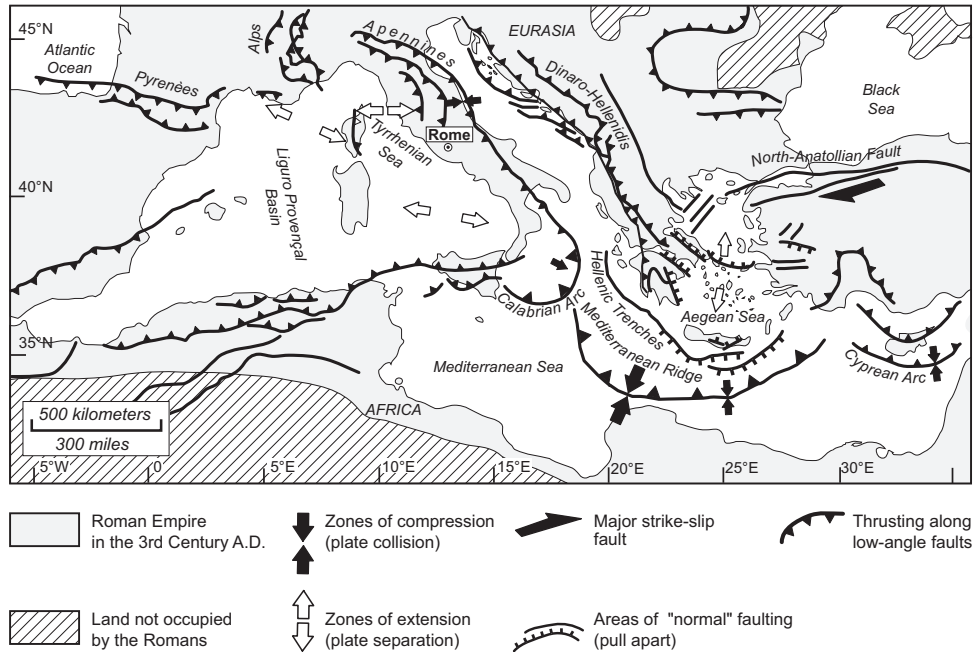 45°N
Atlantic
Ocean
Pyrenèes
Alps
Apennines
EURASIA
Dinaro-Hellenidis
Black
Sea
Rome
Tyrrhenian
Sea
North-Anatollian Fault
40°N
Liguro Provençal
Basin
Calabrian Arc
Hellenic Trenches
Mediterranean Ridge
Aegean Sea
35°N
Mediterranean Sea
Cyprean Arc
AFRICA
500 kilometers
300 miles
5°W
0°
5°E
10°E
15°E
20°E
25°E
30°E
Roman Empire
in the 3rd Century A.D.
Zones of compression
(plate collision)
Major strike-slip
fault
Thrusting along
low-angle faults
Land not occupied
by the Romans
Zones of extension
(plate separation)
Areas of "normal" faulting
(pull apart)